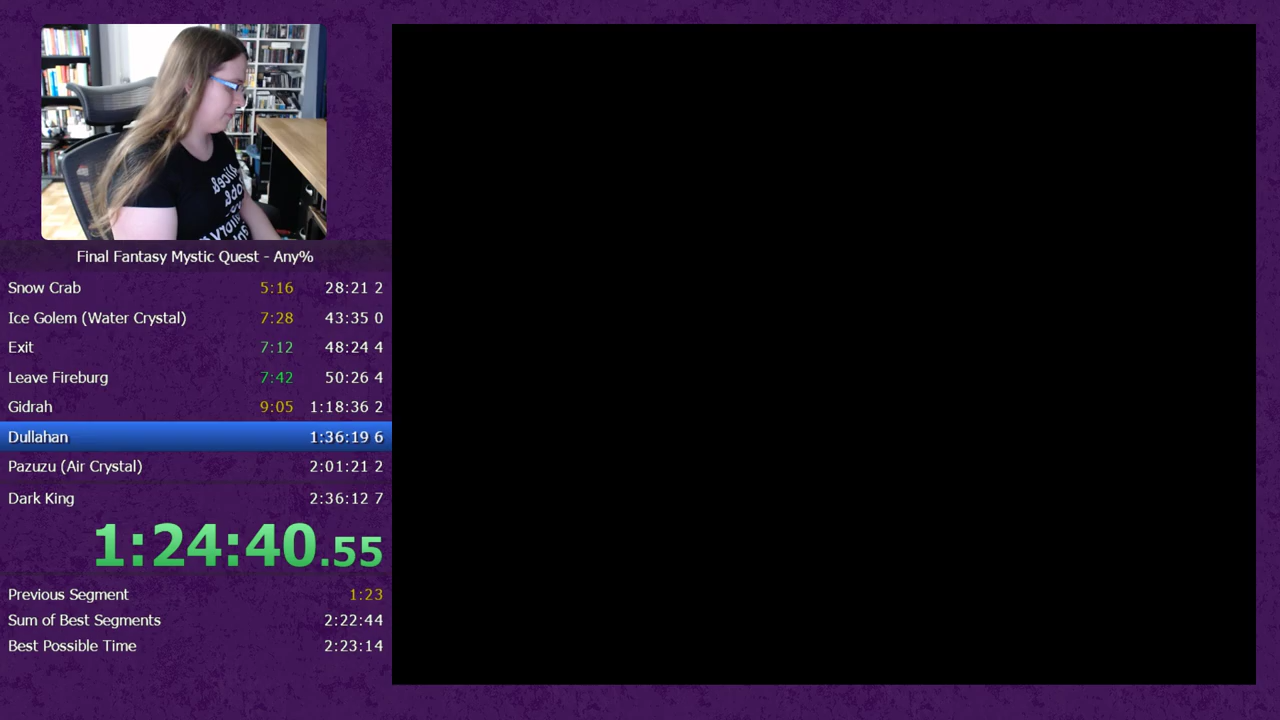 Final Fantasy Mystic Quest - Any%
Snow Crab 5:16 28:21 2
Ice Golem (Water Crystal) 7:28 43:35 0
Exit 7:12 48:24 4
Leave Fireburg 7:42 50:26 4
Gidrah 9:05 1:18:36 2
Dullahan 1:36:19 6
Pazuzu (Air Crystal) 2:01:21 2
Dark King 2:36:12 7
1:24:40.55
Previous Segment 1:23
Sum of Best Segments 2:22:44
Best Possible Time 2:23:14